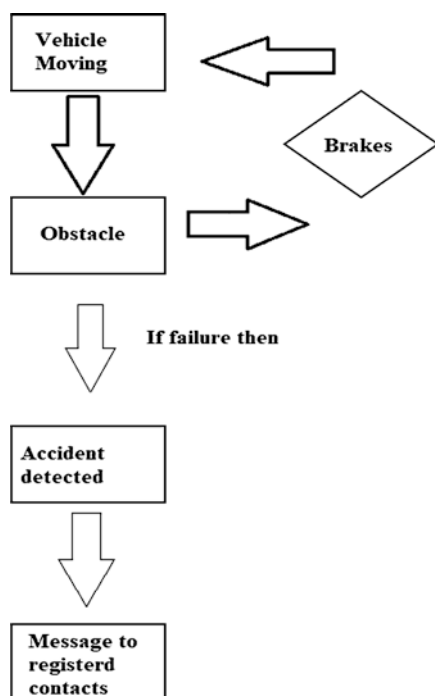 Vehicle
Moving
Brakes
Obstacle
If failure then
Accident
detected
Message to
registerd
contacts